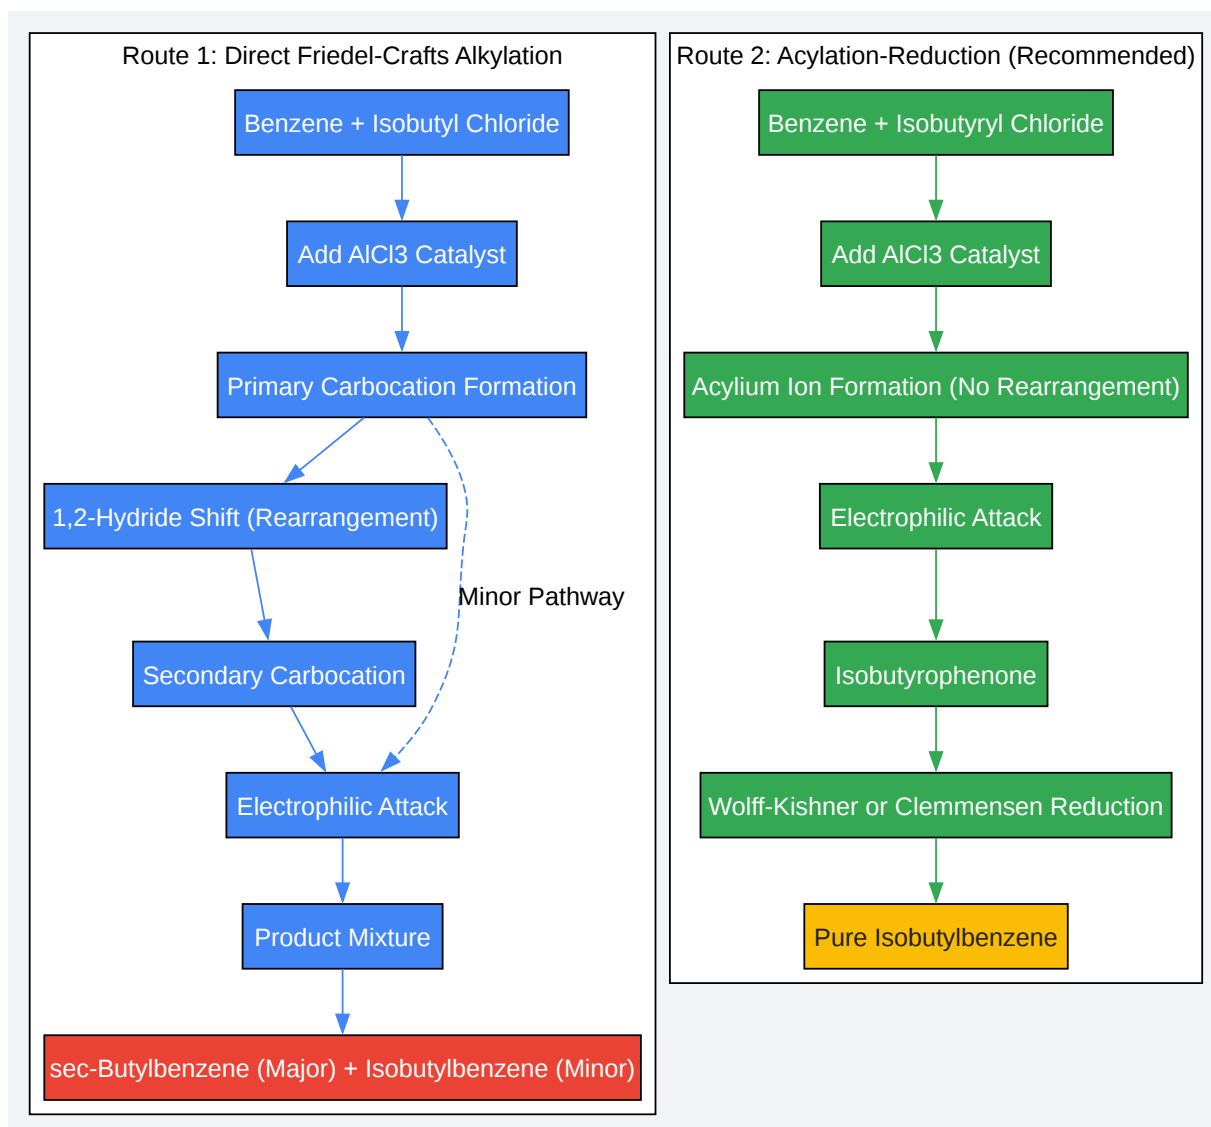 Route 1: Direct Friedel-Crafts Alkylation
Benzene + Isobutyl Chloride
Add AlCl3 Catalyst
Primary Carbocation Formation
1,2-Hydride Shift (Rearrangement)
Minor Pathway
Secondary Carbocation
Electrophilic Attack
Product Mixture
sec-Butylbenzene (Major) + Isobutylbenzene (Minor)
Route 2: Acylation-Reduction (Recommended)
Benzene + Isobutyryl Chloride
Add AlCl3 Catalyst
Acylium Ion Formation (No Rearrangement)
Electrophilic Attack
Isobutyrophenone
Wolff-Kishner or Clemmensen Reduction
Pure Isobutylbenzene